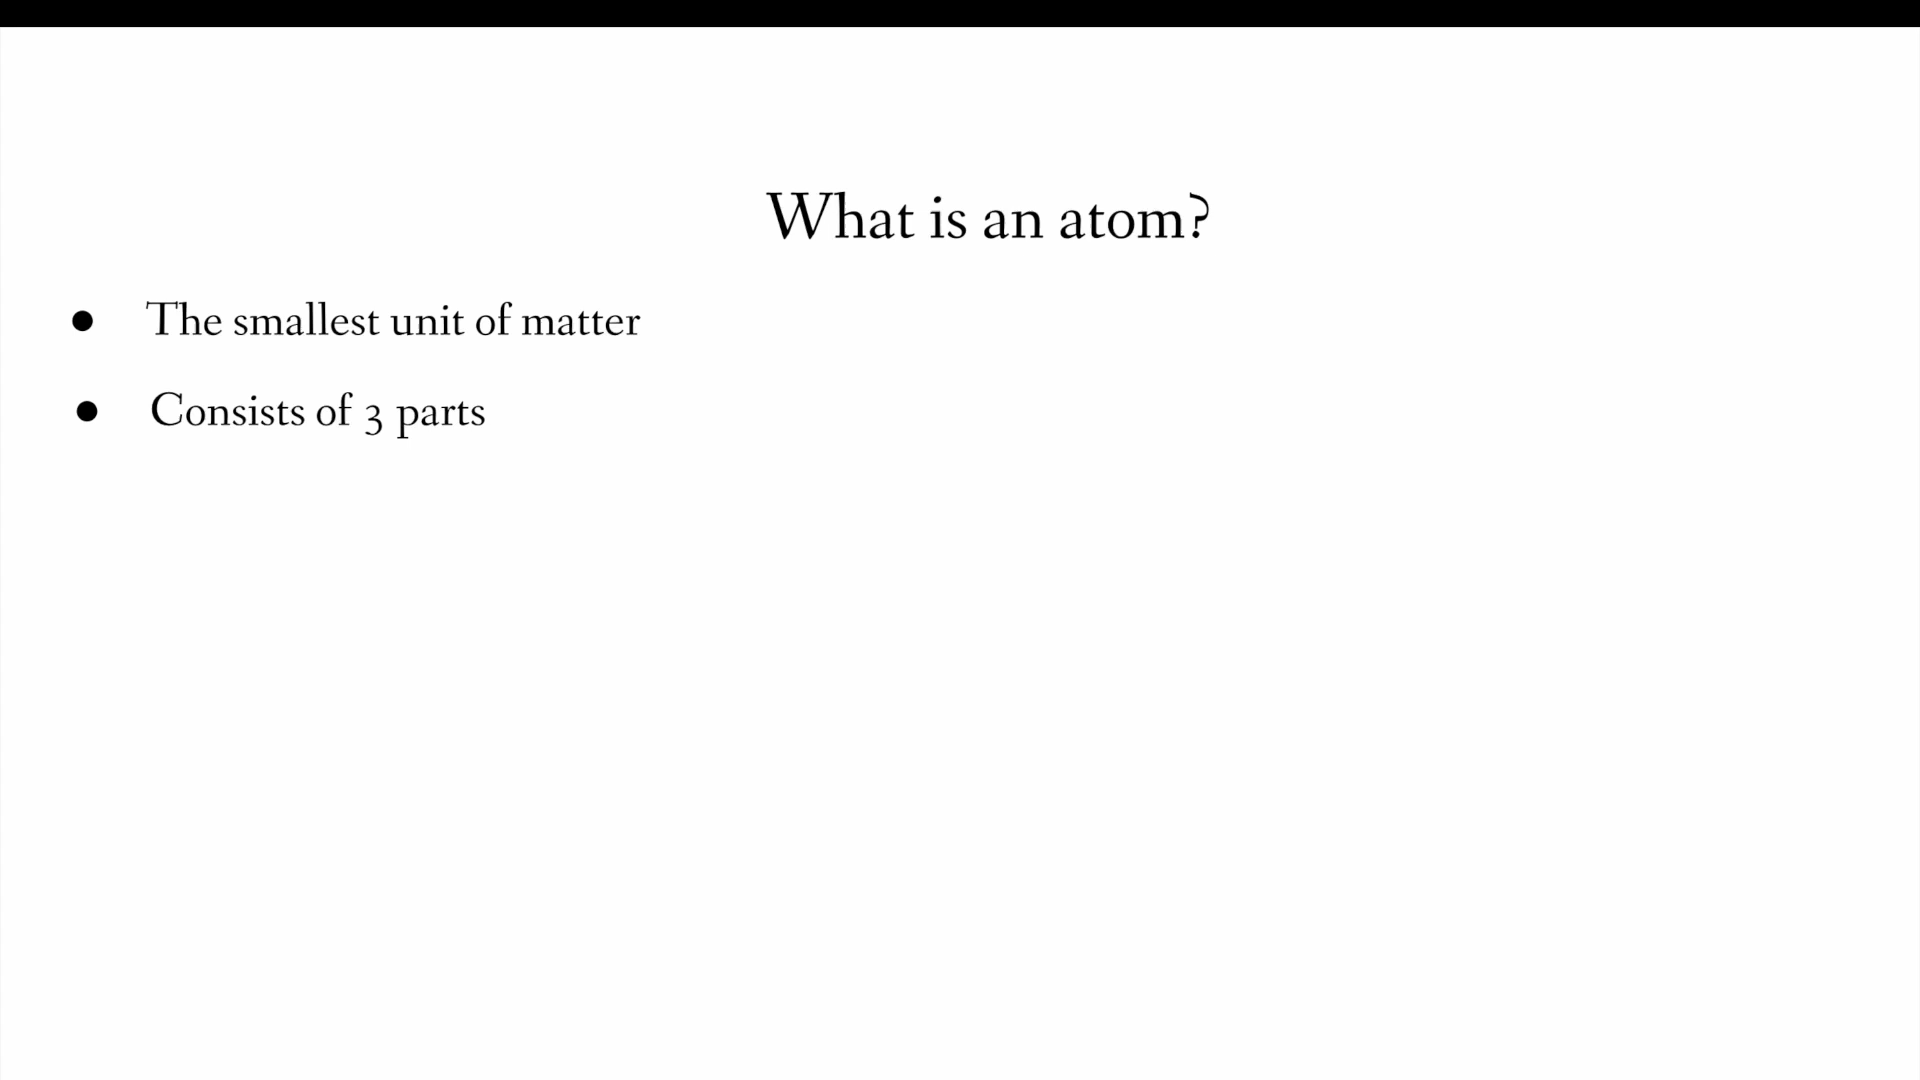 What is an atom?
● The smallest unit of matter
● Consists of 3 parts